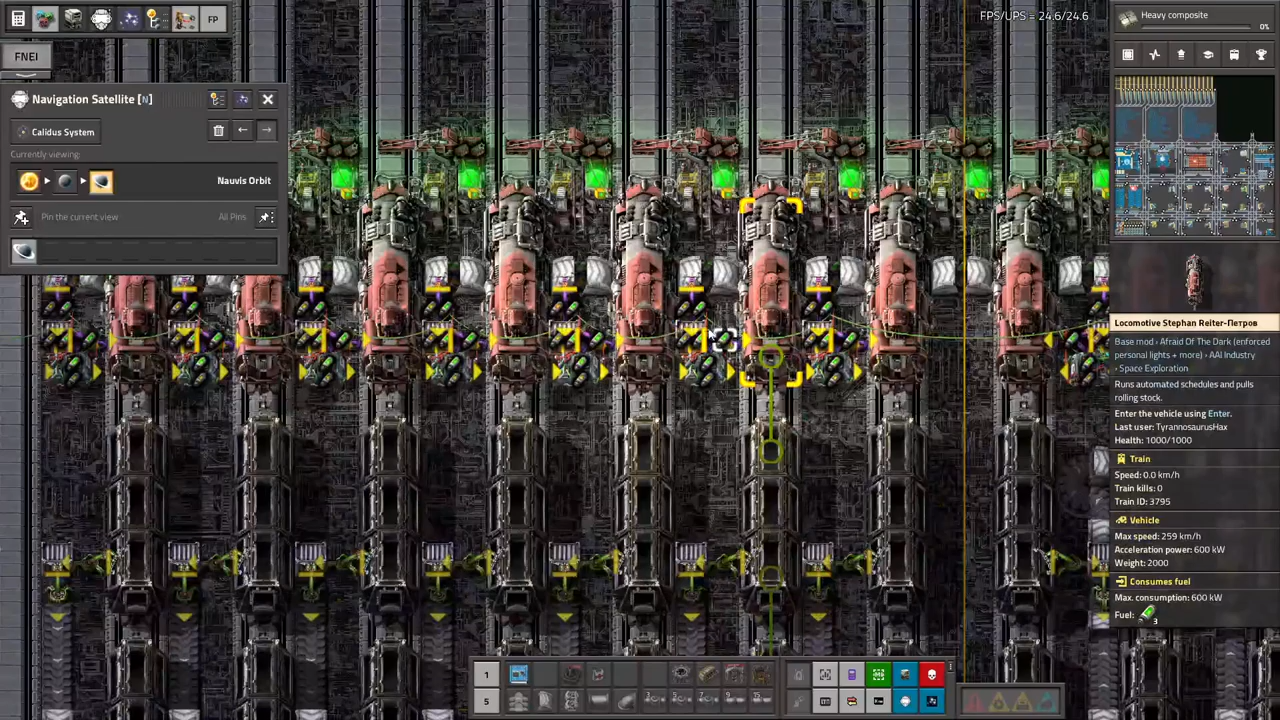 FP
FPS/UPS = 24.6/24.6
Heavy composite
0%
FNEI
Navigation Satellite [N]
Calidus System
Currently viewing:
Nauvis Orbit
Pin the current view
All Pins
Locomotive Stephan Reiter-Петров
Base mod › Afraid Of The Dark (enforced
personal lights + more) › AAI Industry
› Space Exploration
Runs automated schedules and pulls
rolling stock.
Enter the vehicle using Enter.
Last user: TyrannosaurusHax
Health: 1000/1000
Train
Speed: 0.0 km/h
Train kills: 0
Train ID: 3795
Vehicle
Max speed: 259 km/h
Acceleration power: 600 kW
Weight: 2000
Consumes fuel
Max. consumption: 600 kW
Fuel:
3
1
5